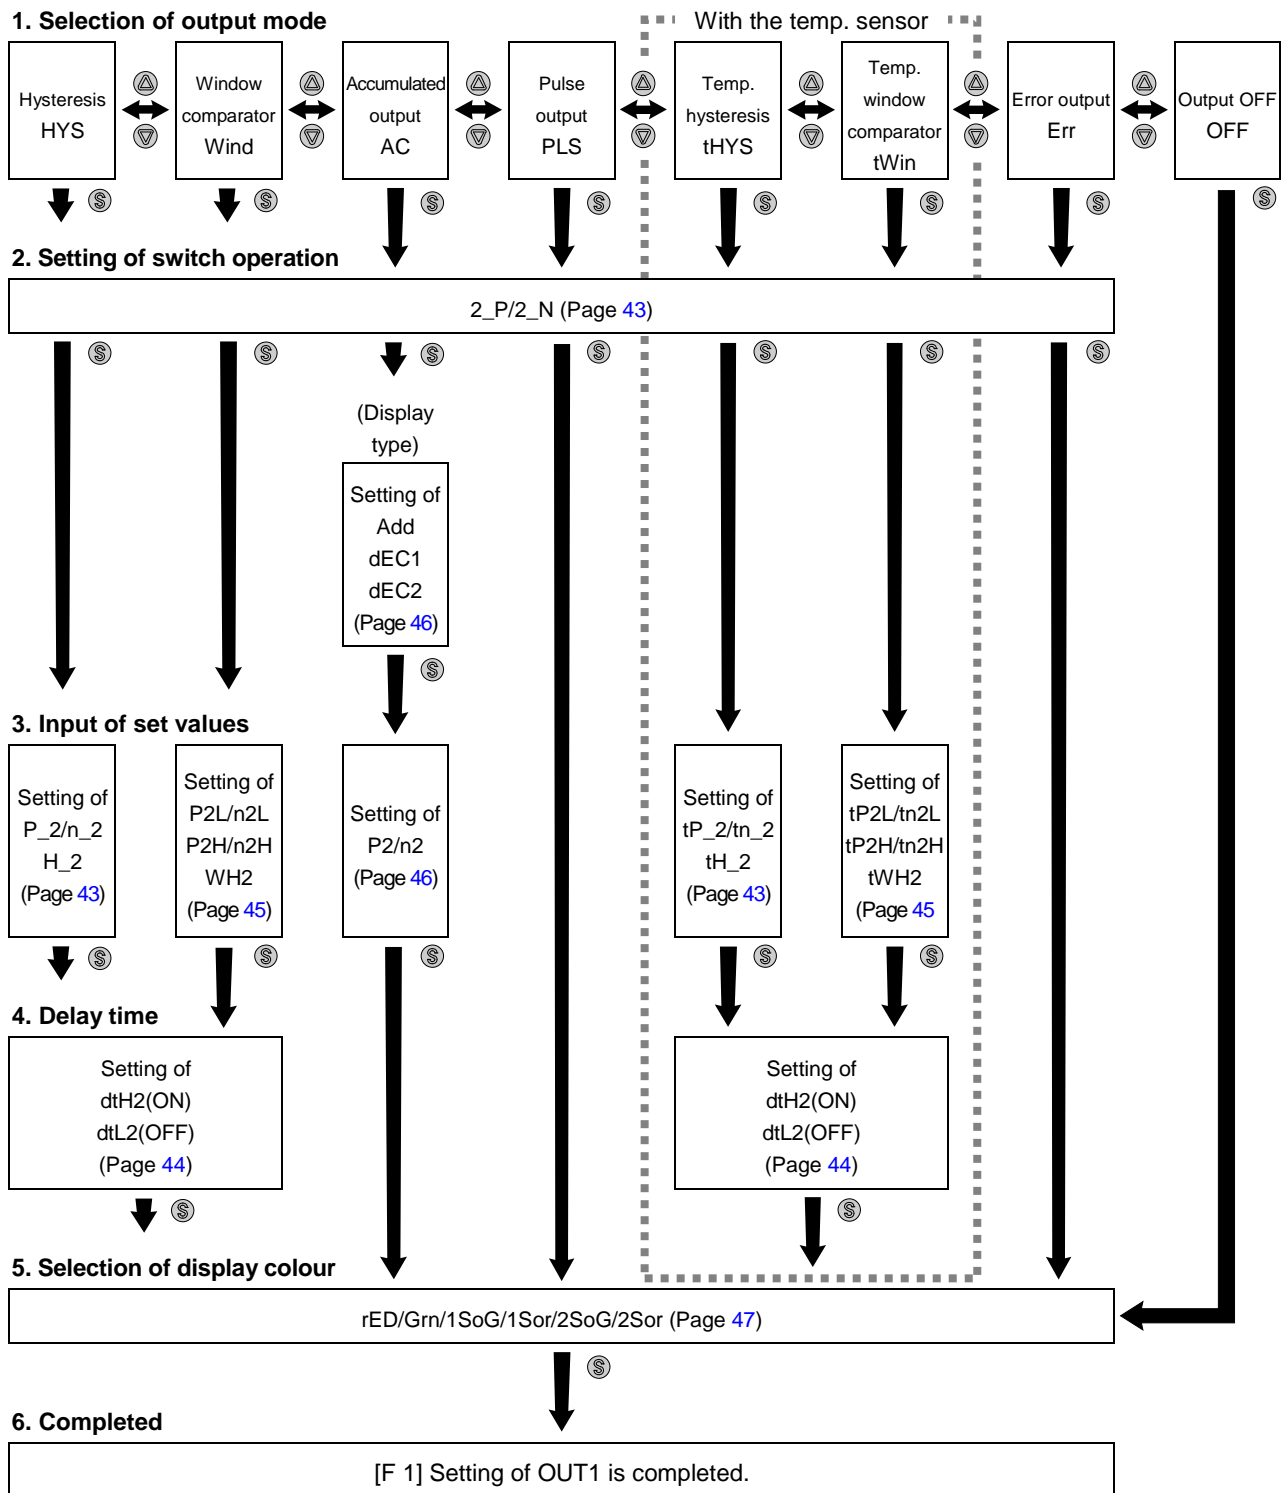 1. Selection of output mode
With the temp. sensor
Hysteresis
HYS
Window
comparator
Wind
Accumulated
output
AC
Pulse
output
PLS
Temp.
hysteresis
tHYS
Temp.
window
comparator
tWin
Error output
Err
Output OFF
OFF
S S S S S S S S
2. Setting of switch operation
2_P/2_N (Page 43)
S S S S S S S
(Display
type)
Setting of
Add
dEC1
dEC2
(Page 46)
S
3. Input of set values
Setting of
P_2/n_2
H_2
(Page 43)
Setting of
P2L/n2L
P2H/n2H
WH2
(Page 45)
Setting of
P2/n2
(Page 46)
Setting of
tP_2/tn_2
tH_2
(Page 43)
Setting of
tP2L/tn2L
tP2H/tn2H
tWH2
(Page 45
S S S S S
4. Delay time
Setting of
dtH2(ON)
dtL2(OFF)
(Page 44)
Setting of
dtH2(ON)
dtL2(OFF)
(Page 44)
S S
5. Selection of display colour
rED/Grn/1SoG/1Sor/2SoG/2Sor (Page 47)
S
6. Completed
[F 1] Setting of OUT1 is completed.